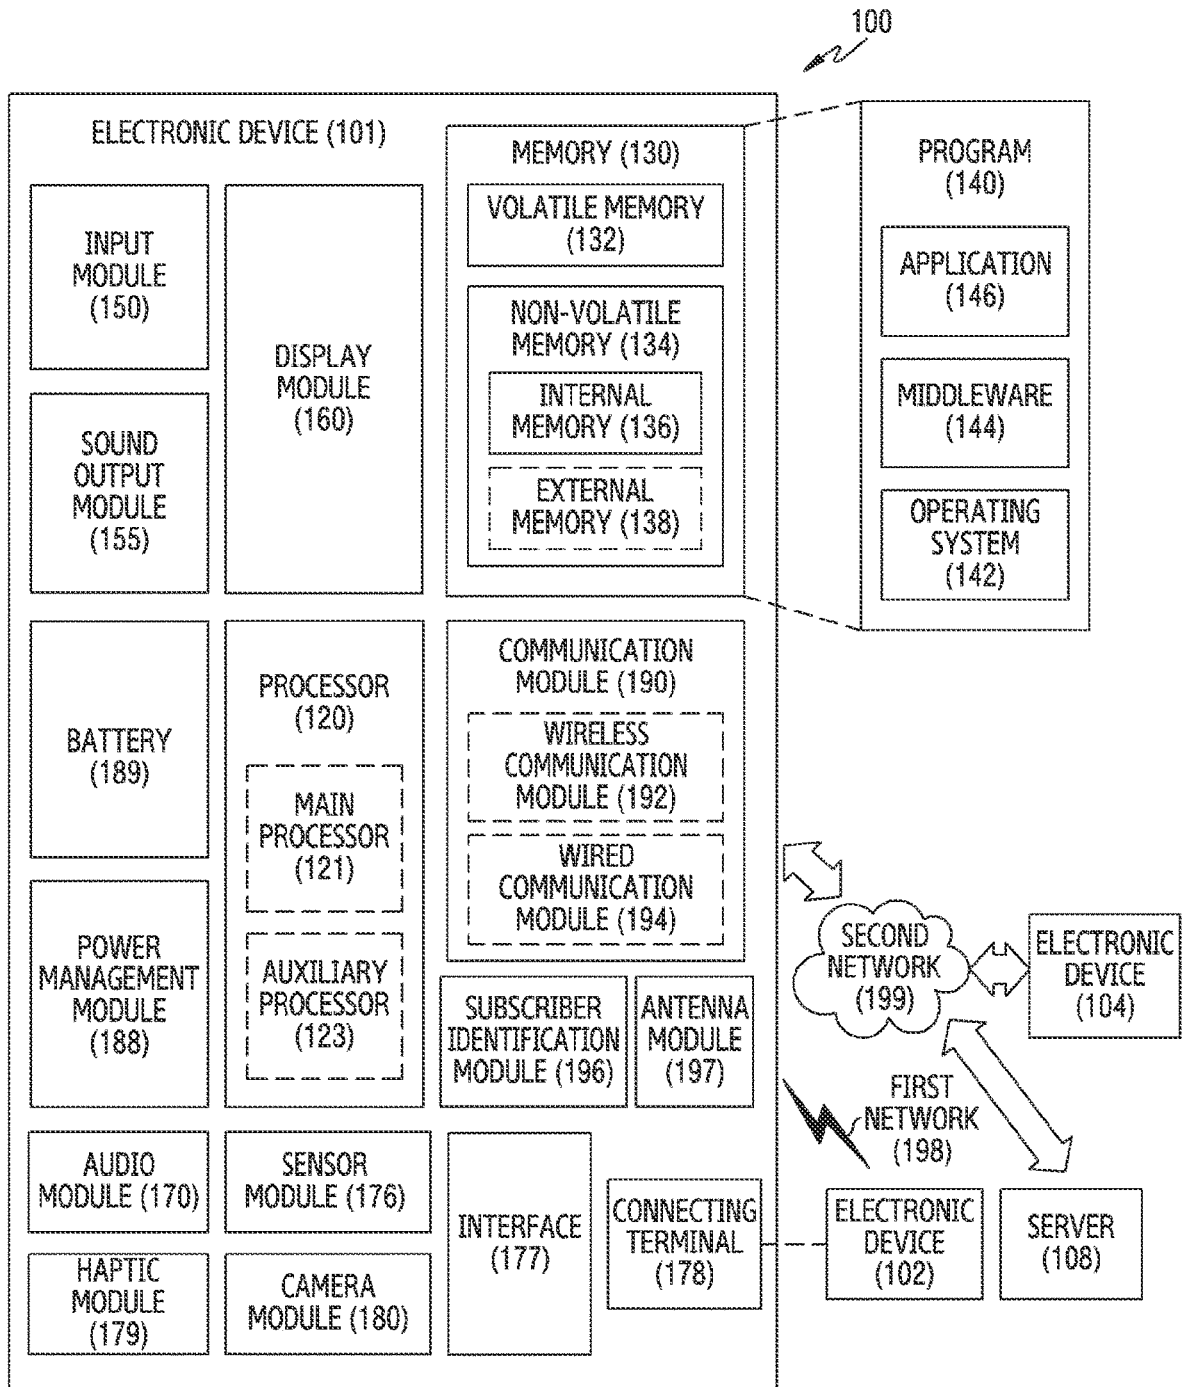 100
ELECTRONIC DEVICE (101)
INPUT
MODULE
(150)
SOUND
OUTPUT
MODULE
(155)
DISPLAY
MODULE
(160)
MEMORY (130)
VOLATILE MEMORY
(132)
NON-VOLATILE
MEMORY (134)
INTERNAL
MEMORY (136)
EXTERNAL
MEMORY (138)
PROGRAM
(140)
APPLICATION
(146)
MIDDLEWARE
(144)
OPERATING
SYSTEM
(142)
BATTERY
(189)
POWER
MANAGEMENT
MODULE
(188)
PROCESSOR
(120)
MAIN
PROCESSOR
(121)
AUXILIARY
PROCESSOR
(123)
COMMUNICATION
MODULE (190)
WIRELESS
COMMUNICATION
MODULE (192)
WIRED
COMMUNICATION
MODULE (194)
SUBSCRIBER
IDENTIFICATION
MODULE (196)
ANTENNA
MODULE
(197)
SECOND
NETWORK
(199)
ELECTRONIC
DEVICE
(104)
FIRST
NETWORK
(198)
AUDIO
MODULE (170)
SENSOR
MODULE (176)
HAPTIC
MODULE
(179)
CAMERA
MODULE (180)
INTERFACE
(177)
CONNECTING
TERMINAL
(178)
ELECTRONIC
DEVICE
(102)
SERVER
(108)